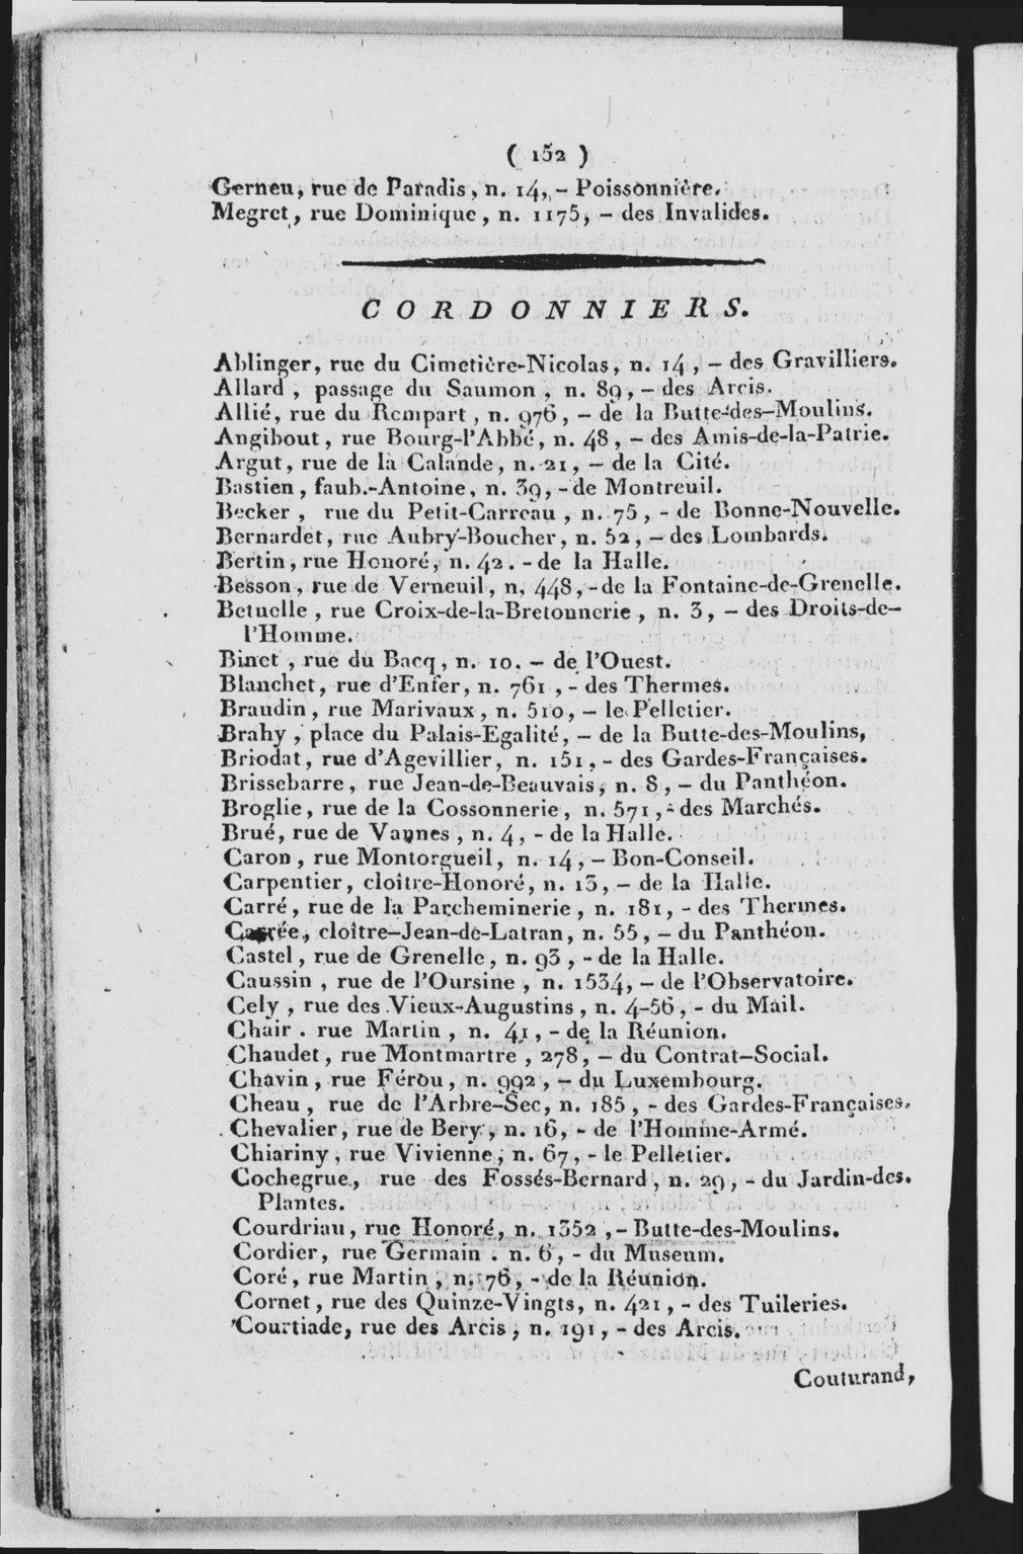 ( 152 )
Gerneu, rue de Paradis, n. 14, – Poissonnière.
Megret, rue Dominique, n. 1175, – des Invalides.
CORDONNIERS.
Ablinger, rue du Cimetière-Nicolas, n. 14, – des Gravilliers.
Allard, passage du Saumon, n. 89, – des Arcis.
Allié, rue du Rempart, n. 976, – de la Butte-des-Moulins.
Angibout, rue Bourg-l'Abbé, n. 48, – des Amis-de-la-Patrie.
Argut, rue de la Calande, n. 21, – de la Cité.
Bastien, faub.-Antoine, n. 39, - de Montreuil.
Becker, rue du Petit-Carreau, n. 75, - de Bonne-Nouvelle.
Bernardet, rue Aubry-Boucher, n. 52, – des Lombards.
Bertin, rue Honoré, n. 42. - de la Halle.
Besson, rue de Verneuil, n, 448, - de la Fontaine-de-Grenelle.
Betuelle, rue Croix-de-la-Bretonnerie, n. 3, – des Droits-de-
l'Homme.
Binet, rue du Bacq, n. 10. – de l'Ouest.
Blanchet, rue d'Enfer, n. 761, - des Thermes.
Braudin, rue Marivaux, n. 510, – le Pelletier.
Brahy, place du Palais-Egalité, – de la Butte-des-Moulins,
Briodat, rue d'Agevillier, n. 151, - des Gardes-Françaises.
Brissebarre, rue Jean-de-Beauvais, n. 8, – du Panthéon.
Broglie, rue de la Cossonnerie, n. 571, - des Marchés.
Brué, rue de Vannes, n. 4, - de la Halle.
Caron, rue Montorgueil, n. 14, – Bon-Conseil.
Carpentier, cloître-Honoré, n. 13, – de la Halle.
Carré, rue de la Parcheminerie, n. 181, - des Thermes.
Carrée, cloître-Jean-de-Latran, n. 55, – du Panthéon.
Castel, rue de Grenelle, n. 93, - de la Halle.
Caussin, rue de l'Oursine, n. 1534, – de l'Observatoire.
Cely, rue des Vieux-Augustins, n. 4-56, - du Mail.
Chair. rue Martin, n. 41, - de la Réunion.
Chaudet, rue Montmartre, 278, – du Contrat-Social.
Chavin, rue Férou, n. 992, – du Luxembourg.
Cheau, rue de l'Arbre-Sec, n. 185, - des Gardes-Françaises.
Chevalier, rue de Bery, n. 16, - de l'Homme-Armé.
Chiariny, rue Vivienne, n. 67, - le Pelletier.
Cochegrue, rue des Fossés-Bernard, n. 29, - du Jardin-des.
Plantes.
Courdriau, rue Honoré, n. 1352, – Butte-des-Moulins.
Cordier, rue Germain. n. 6, - du Museum.
Coré, rue Martin, n. 76, - de la Réunion.
Cornet, rue des Quinze-Vingts, n. 421, - des Tuileries.
Courtiade, rue des Arcis, n. 191, - des Arcis.
Couturand,